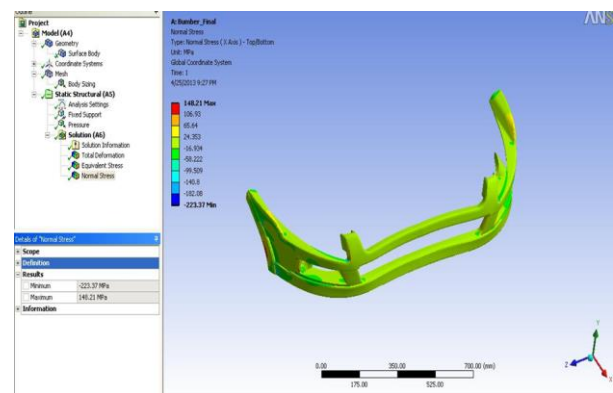 Outline
Project
Model (A4)
Geometry
Surface Body
Coordinate Systems
Mesh
Body Sizing
Static Structural (A5)
Analysis Settings
Fixed Support
Pressure
Solution (A6)
Solution Information
Total Deformation
Equivalent Stress
Normal Stress
Details of "Normal Stress"
Scope
Definition
Results
Minimum -223.37 MPa
Maximum 148.21 MPa
Information
A: Bumber_Final
Normal Stress
Type: Normal Stress ( X Axis ) - Top/Bottom
Unit: MPa
Global Coordinate System
Time: 1
4/25/2013 9:27 PM
148.21 Max
106.93
65.64
24.353
-16.934
-58.222
-99.509
-140.8
-182.08
-223.37 Min
AN
0.00 350.00 700.00 (mm)
175.00 525.00
Y
Z
X